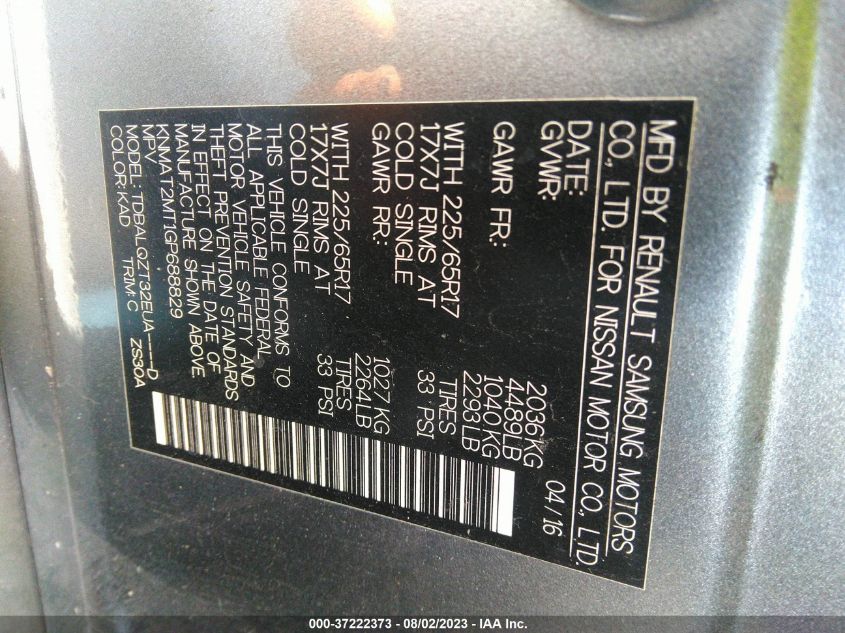 MFD BY RENAULT SAMSUNG MOTORS
CO., LTD. FOR NISSAN MOTOR CO., LTD.
DATE: 04/16
GVWR: 2036KG
4489LB
GAWR FR: 1040KG
2293LB
WITH 225/65R17 TIRES
17X7J RIMS AT 33 PSI
COLD SINGLE
GAWR RR: 1027KG
2264LB
WITH 225/65R17 TIRES
17X7J RIMS AT 33 PSI
COLD SINGLE
THIS VEHICLE CONFORMS TO
ALL APPLICABLE FEDERAL
MOTOR VEHICLE SAFETY AND
THEFT PREVENTION STANDARDS
IN EFFECT ON THE DATE OF
MANUFACTURE SHOWN ABOVE.
KNMAT2MT1GP688829
MPV
MODEL: TDBALQZT32EUA----D
COLOR:KAD TRIM: C ZS30A
000-37222373 - 08/02/2023 - IAA Inc.